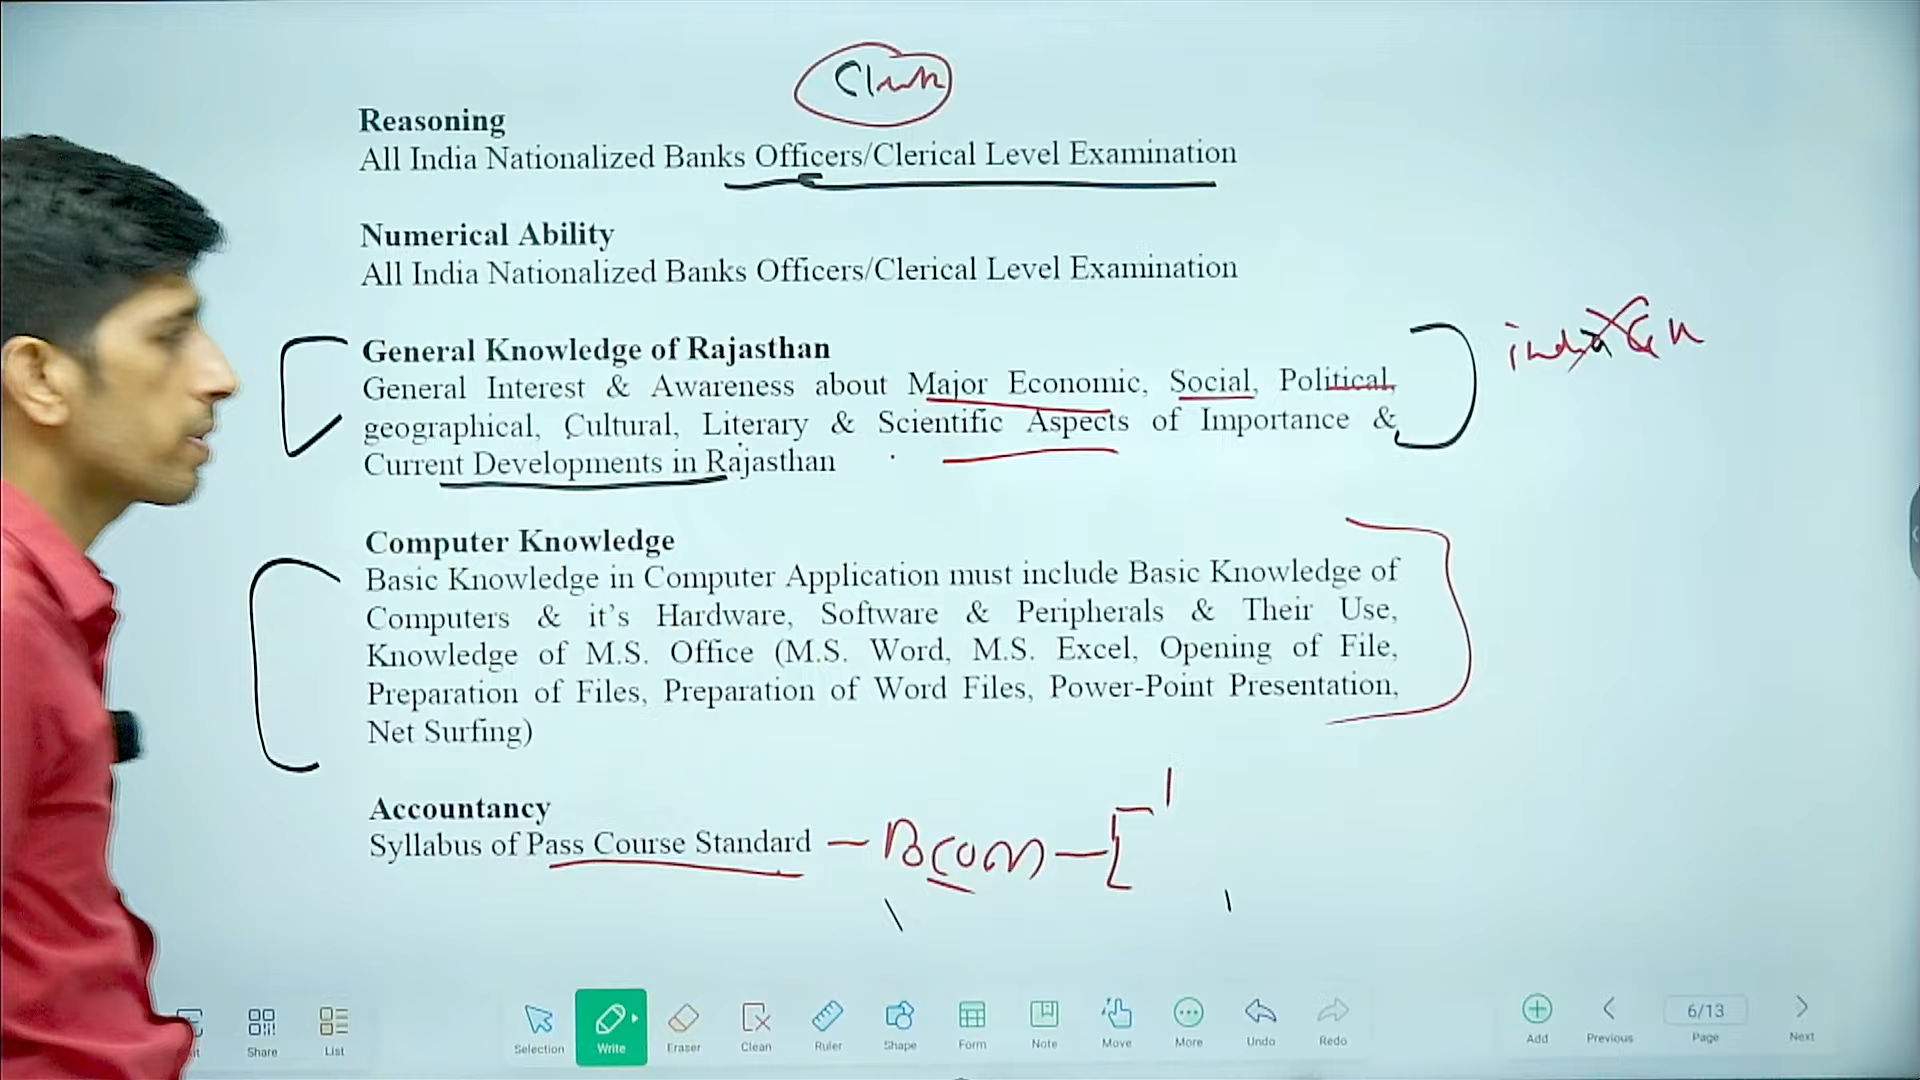 Reasoning
All India Nationalized Banks Officers/Clerical Level Examination
Numerical Ability
All India Nationalized Banks Officers/Clerical Level Examination
General Knowledge of Rajasthan
india GK
General Interest & Awareness about Major Economic, Social, Political,
geographical, Cultural, Literary & Scientific Aspects of Importance &
Current Developments in Rajasthan
Computer Knowledge
Basic Knowledge in Computer Application must include Basic Knowledge of
Computers & it's Hardware, Software & Peripherals & Their Use,
Knowledge of M.S. Office (M.S. Word, M.S. Excel, Opening of File,
Preparation of Files, Preparation of Word Files, Power-Point Presentation,
Net Surfing)
Accountancy
Syllabus of Pass Course Standard — Bcom —
Share List Selection Write Eraser Clean Ruler Shape Form Note Move More Undo Redo Add Previous 6/13 Page Next